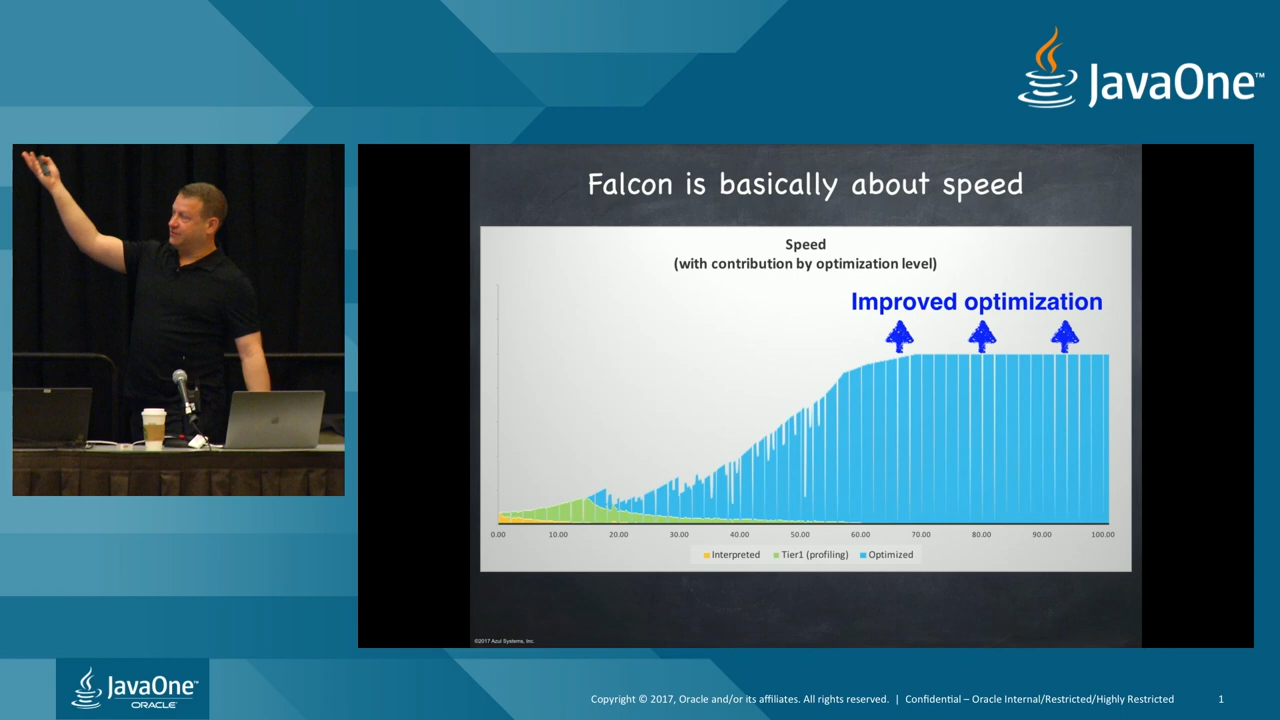 JavaOne™
Falcon is basically about speed
Speed
(with contribution by optimization level)
Improved optimization
0.00 10.00 20.00 30.00 40.00 50.00 60.00 70.00 80.00 90.00 100.00
Interpreted Tier1 (profiling) Optimized
©2017 Azul Systems, Inc.
JavaOne™
ORACLE®
Copyright © 2017, Oracle and/or its affiliates. All rights reserved. | Confidential – Oracle Internal/Restricted/Highly Restricted 1